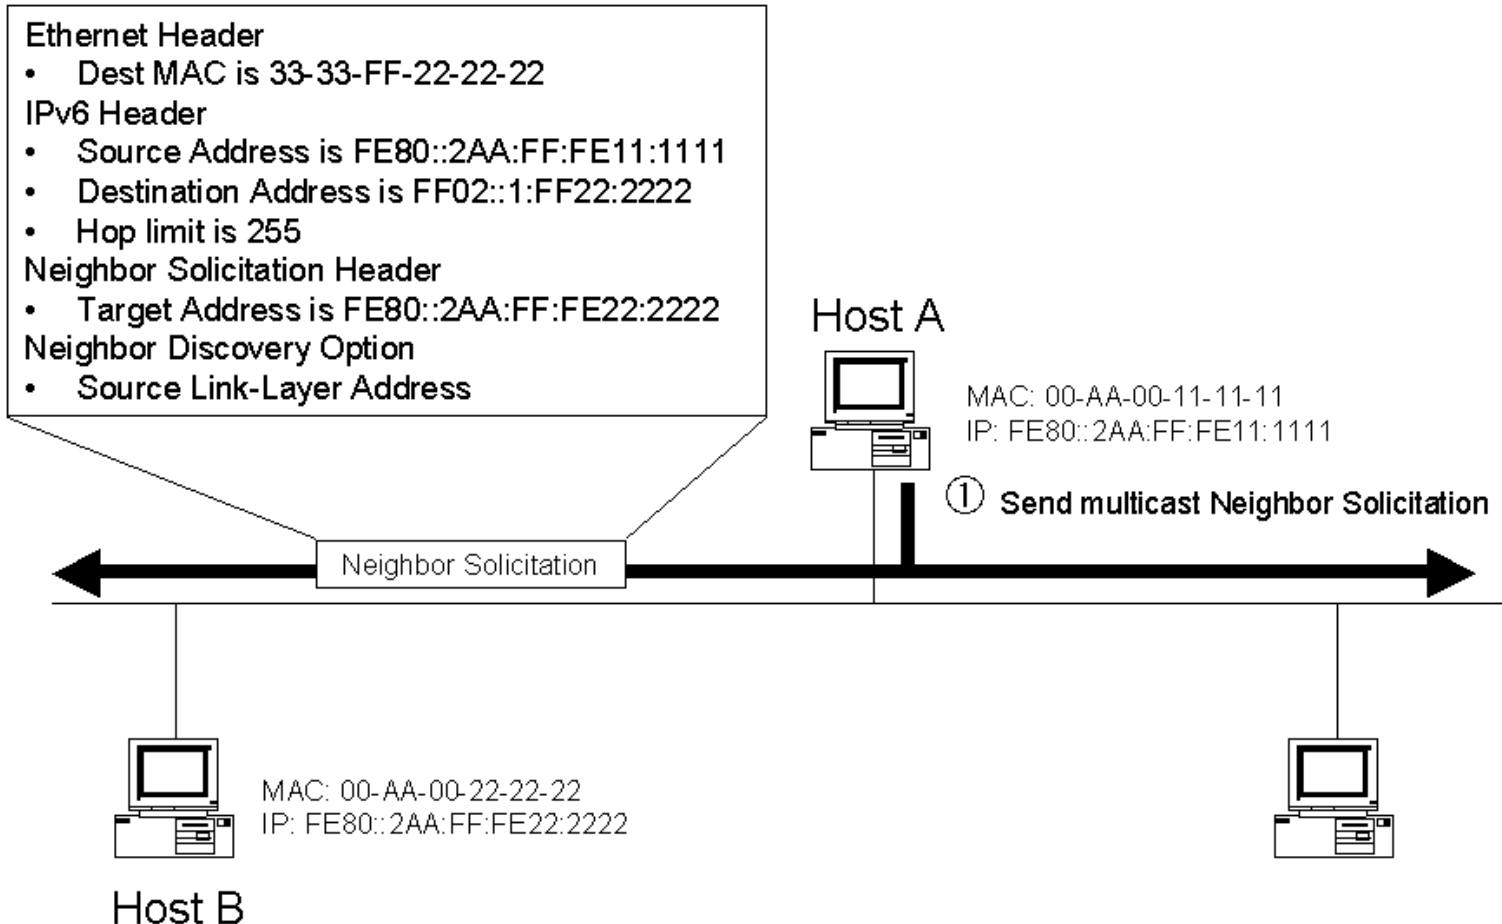 Ethernet Header
• Dest MAC is 33-33-FF-22-22-22
IPv6 Header
• Source Address is FE80::2AA:FF:FE11:1111
• Destination Address is FF02::1:FF22:2222
• Hop limit is 255
Neighbor Solicitation Header
• Target Address is FE80::2AA:FF:FE22:2222
Neighbor Discovery Option
• Source Link-Layer Address
Host A
MAC: 00-AA-00-11-11-11
IP: FE80::2AA:FF:FE11:1111
① Send multicast Neighbor Solicitation
Neighbor Solicitation
MAC: 00-AA-00-22-22-22
IP: FE80::2AA:FF:FE22:2222
Host B